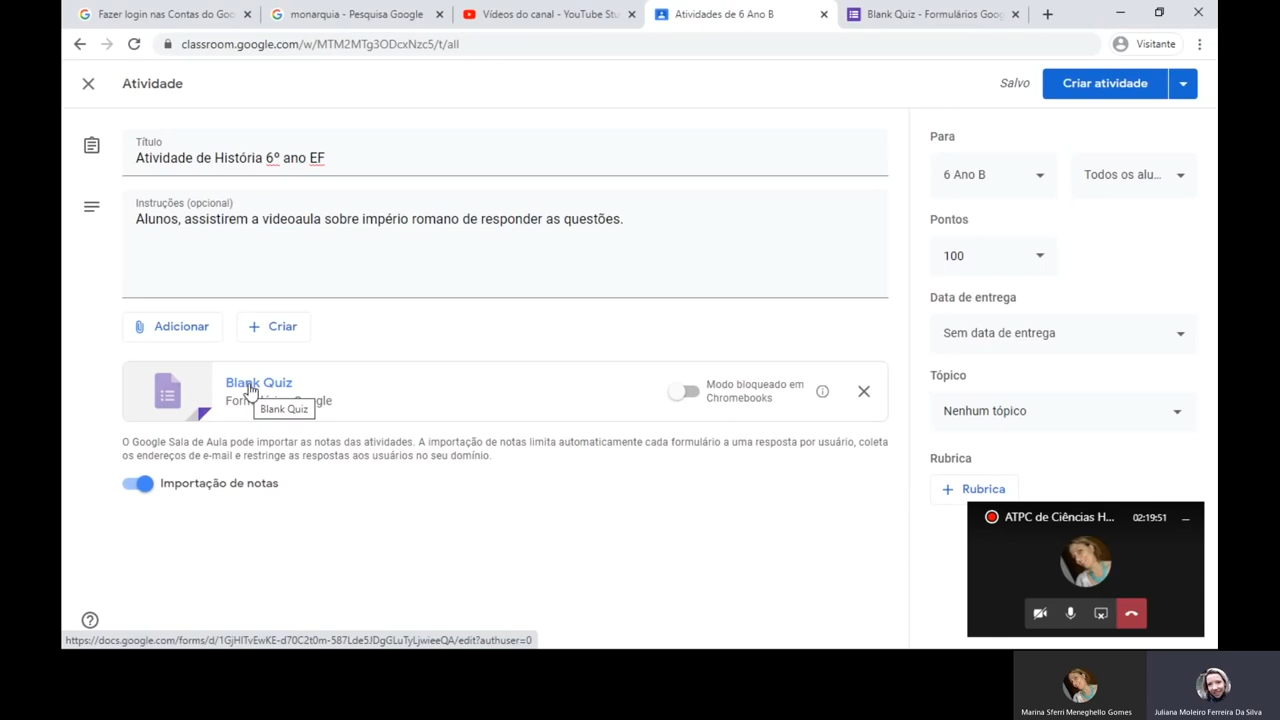 Fazer login nas Contas do Goo
monarquia - Pesquisa Google
Vídeos do canal - YouTube Stu
Atividades de 6 Ano B
Blank Quiz - Formulários Goog
classroom.google.com/w/MTM2MTg3ODcxNzc5/t/all
Visitante
Atividade
Salvo
Criar atividade
Título
Atividade de História 6º ano EF
Instruções (opcional)
Alunos, assistirem a videoaula sobre império romano de responder as questões.
Adicionar
Criar
Blank Quiz
Blank Quiz
Modo bloqueado em
Chromebooks
O Google Sala de Aula pode importar as notas das atividades. A importação de notas limita automaticamente cada formulário a uma resposta por usuário, coleta
os endereços de e-mail e restringe as respostas aos usuários no seu domínio.
Importação de notas
Para
6 Ano B
Todos os alu...
Pontos
100
Data de entrega
Sem data de entrega
Tópico
Nenhum tópico
Rubrica
Rubrica
ATPC de Ciências H...
02:19:51
https://docs.google.com/forms/d/1GjHlTvEwKE-d70C2t0m-587Lde5JDgGLuTyLjwieeQA/edit?authuser=0
Marina Sferri Meneghello Gomes
Juliana Moleiro Ferreira Da Silva